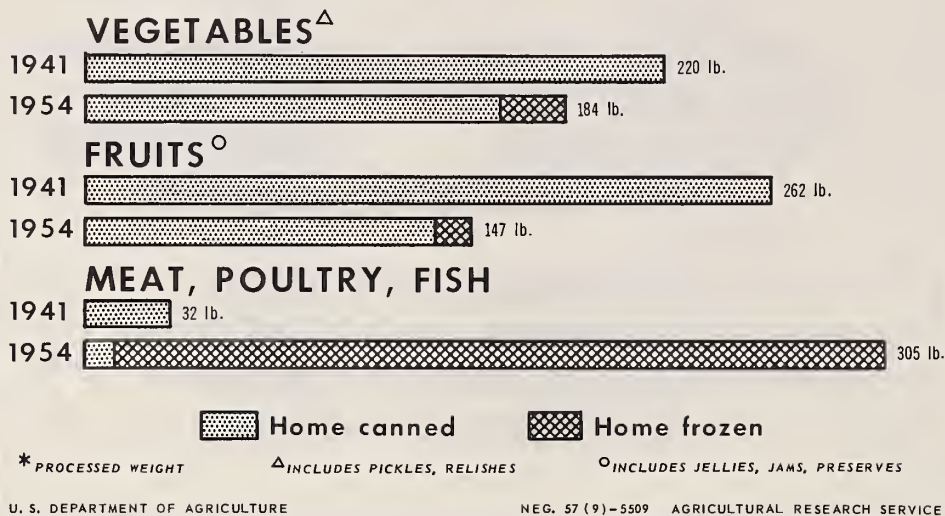 VEGETABLES△
1941 220 lb.
1954 184 lb.
FRUITS○
1941 262 lb.
1954 147 lb.
MEAT, POULTRY, FISH
1941 32 lb.
1954 305 lb.
Home canned Home frozen
*PROCESSED WEIGHT △INCLUDES PICKLES, RELISHES ○INCLUDES JELLIES, JAMS, PRESERVES
U. S. DEPARTMENT OF AGRICULTURE NEG. 57 (9)-5509 AGRICULTURAL RESEARCH SERVICE